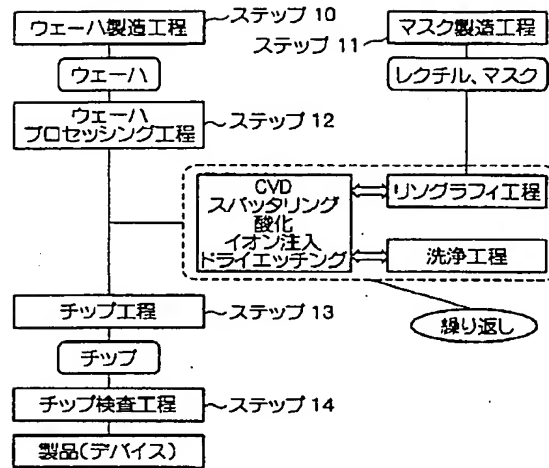 ウェーハ製造工程
ステップ 10
マスク製造工程
ステップ 11
ウェーハ
レクチル、マスク
ウェーハ
プロセッシング工程
ステップ 12
CVD
スパッタリング
酸化
イオン注入
ドライエッチング
リングラフィ工程
洗浄工程
チップ工程
ステップ 13
繰り返し
チップ
チップ検査工程
ステップ 14
製品(デバイス)